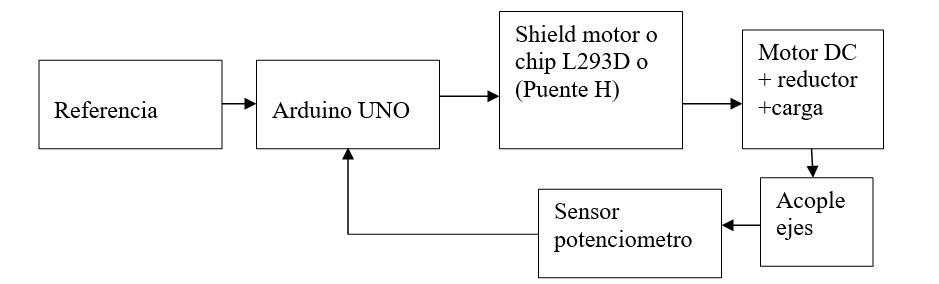 Referencia
Arduino UNO
Shield motor o
chip L293D o
(Puente H)
Motor DC
+ reductor
+carga
Acople
ejes
Sensor
potenciometro